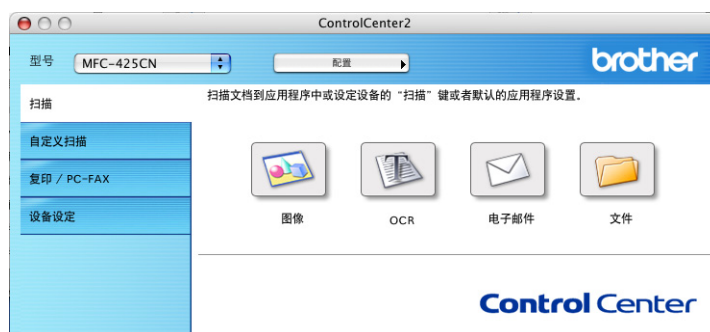 ControlCenter2
型号 MFC-425CN 配置 brother
扫描
扫描文档到应用程序中或设定设备的“扫描”键或者默认的应用程序设置。
自定义扫描
复印 / PC-FAX
设备设定
图像 OCR 电子邮件 文件
Control Center